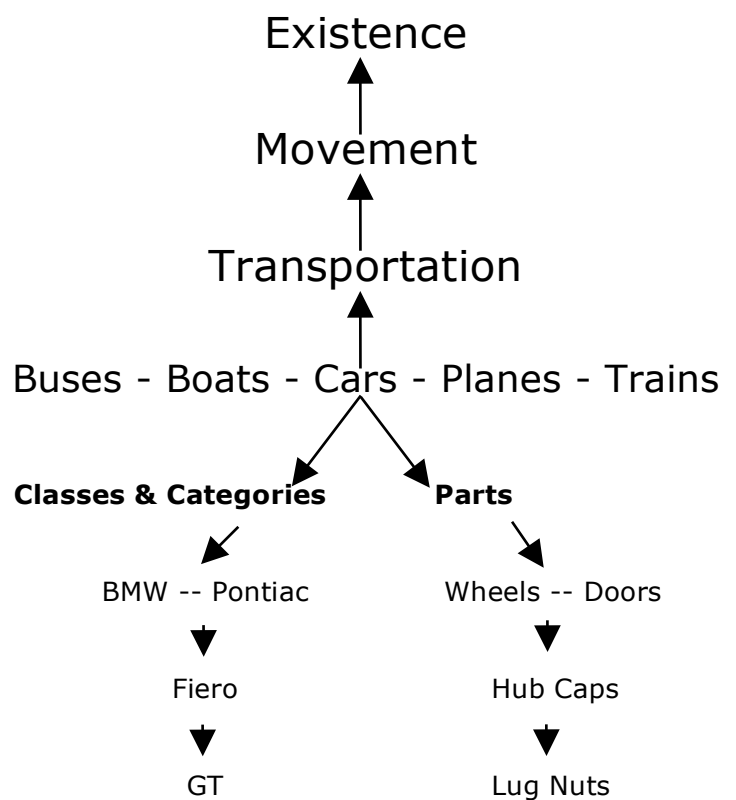 Existence
Movement
Transportation
Buses - Boats - Cars - Planes - Trains
Classes & Categories
Parts
BMW -- Pontiac
Wheels -- Doors
Fiero
Hub Caps
GT
Lug Nuts